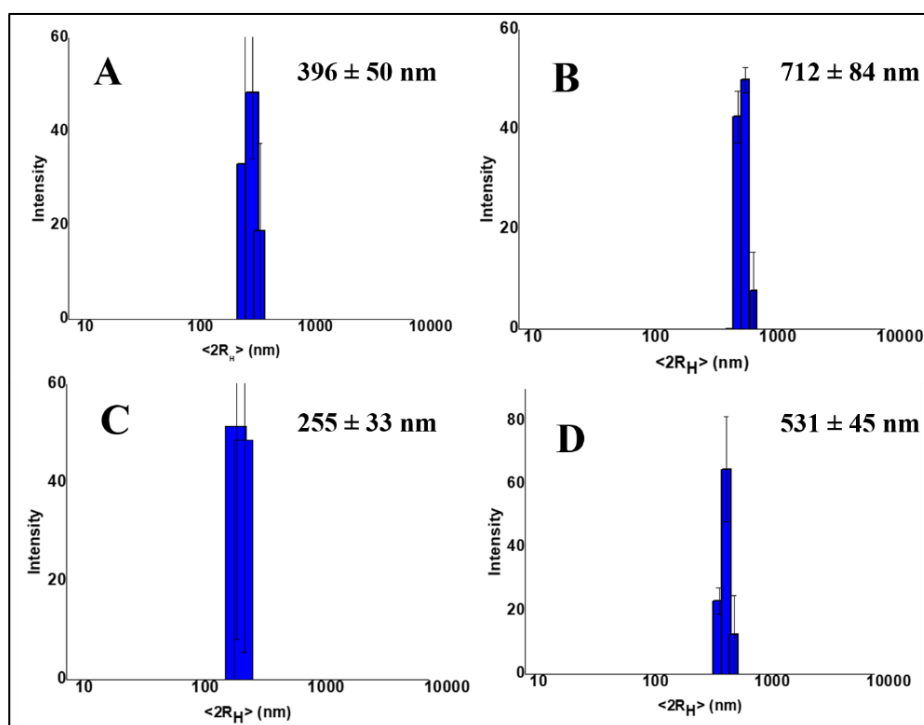 A
396 ± 50 nm
Intensity
60
40
20
0
10 100 1000 10000
<2R_H> (nm)
B
712 ± 84 nm
Intensity
60
40
20
0
10 100 1000 10000
<2R_H> (nm)
C
255 ± 33 nm
Intensity
60
40
20
0
10 100 1000 10000
<2R_H> (nm)
D
531 ± 45 nm
Intensity
80
60
40
20
0
10 100 1000 10000
<2R_H> (nm)